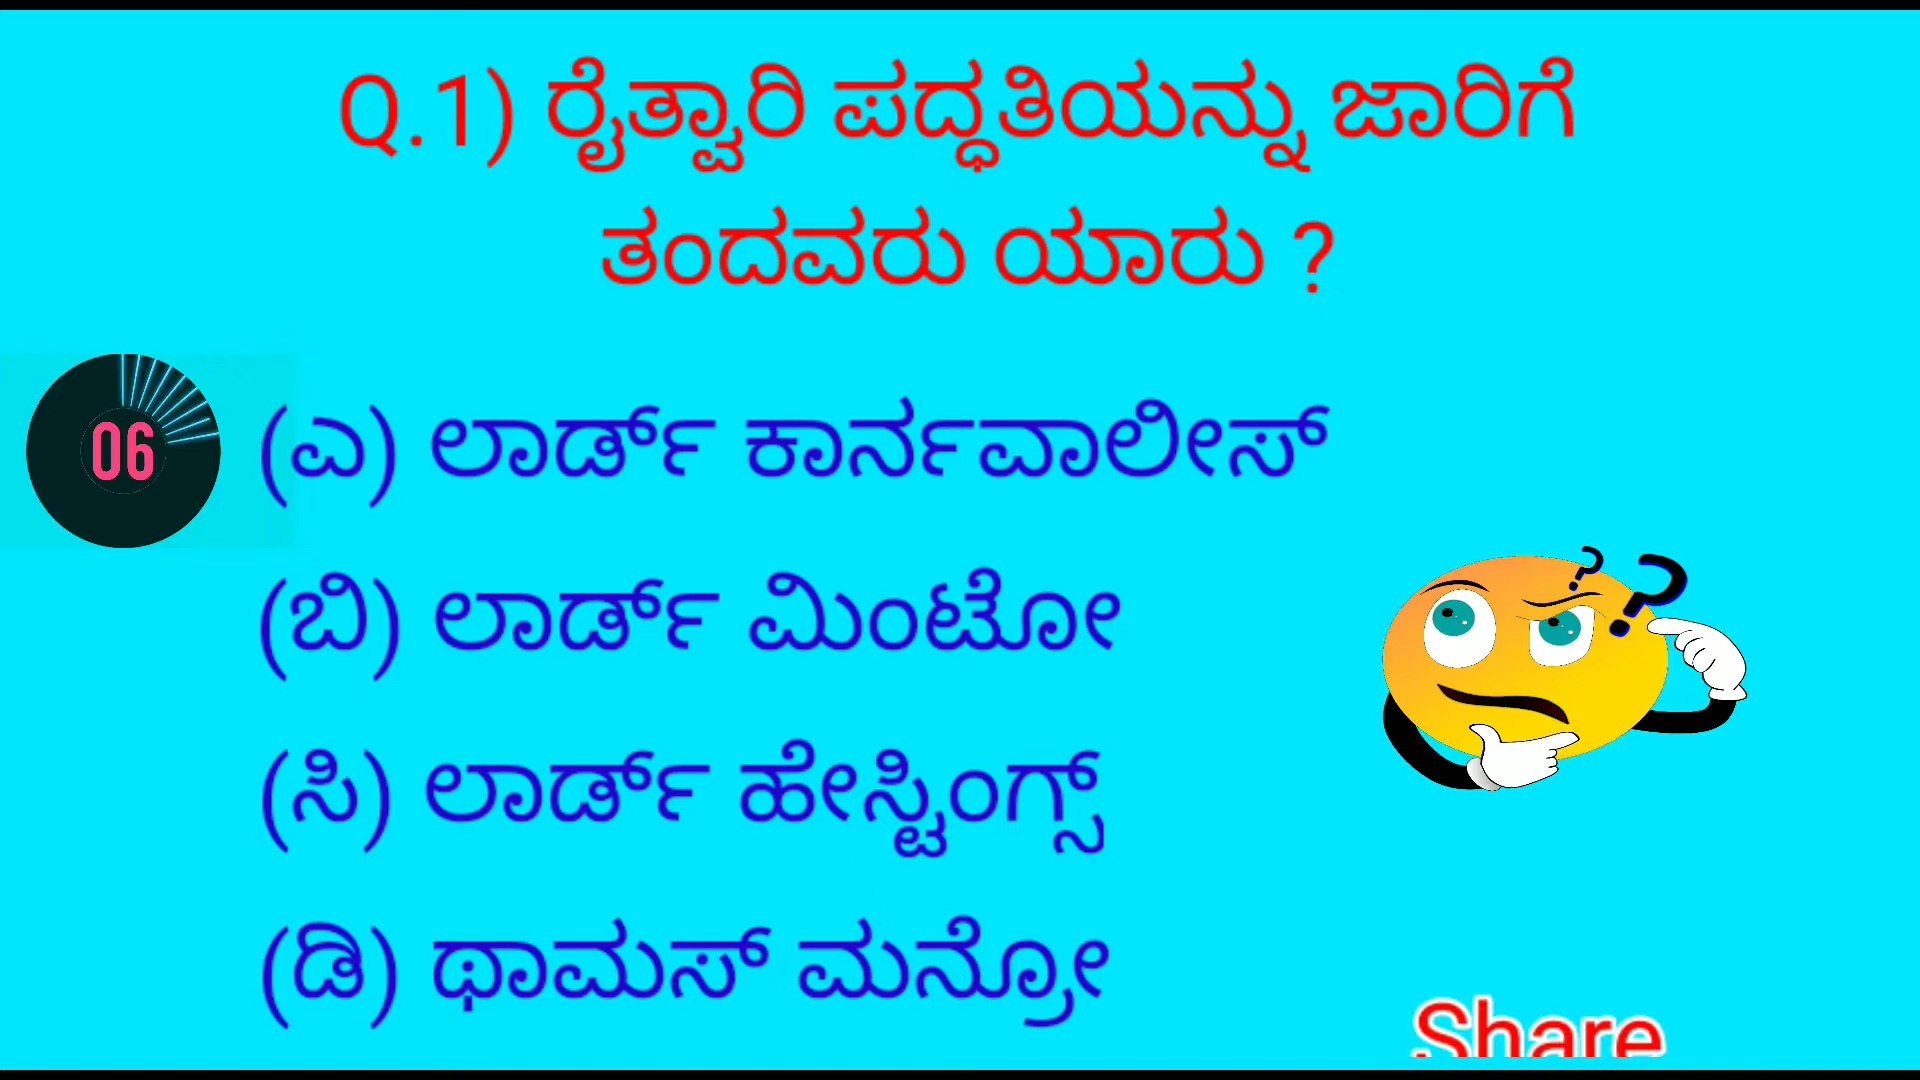 Q.1) ರೈತ್ವಾರಿ ಪದ್ಧತಿಯನ್ನು ಜಾರಿಗೆ
ತಂದವರು ಯಾರು ?
06
(ಎ) ಲಾರ್ಡ್ ಕಾರ್ನವಾಲೀಸ್
(ಬಿ) ಲಾರ್ಡ್ ಮಿಂಟೋ
(ಸಿ) ಲಾರ್ಡ್ ಹೇಸ್ಟಿಂಗ್ಸ್
(ಡಿ) ಥಾಮಸ್ ಮನ್ರೋ
Share